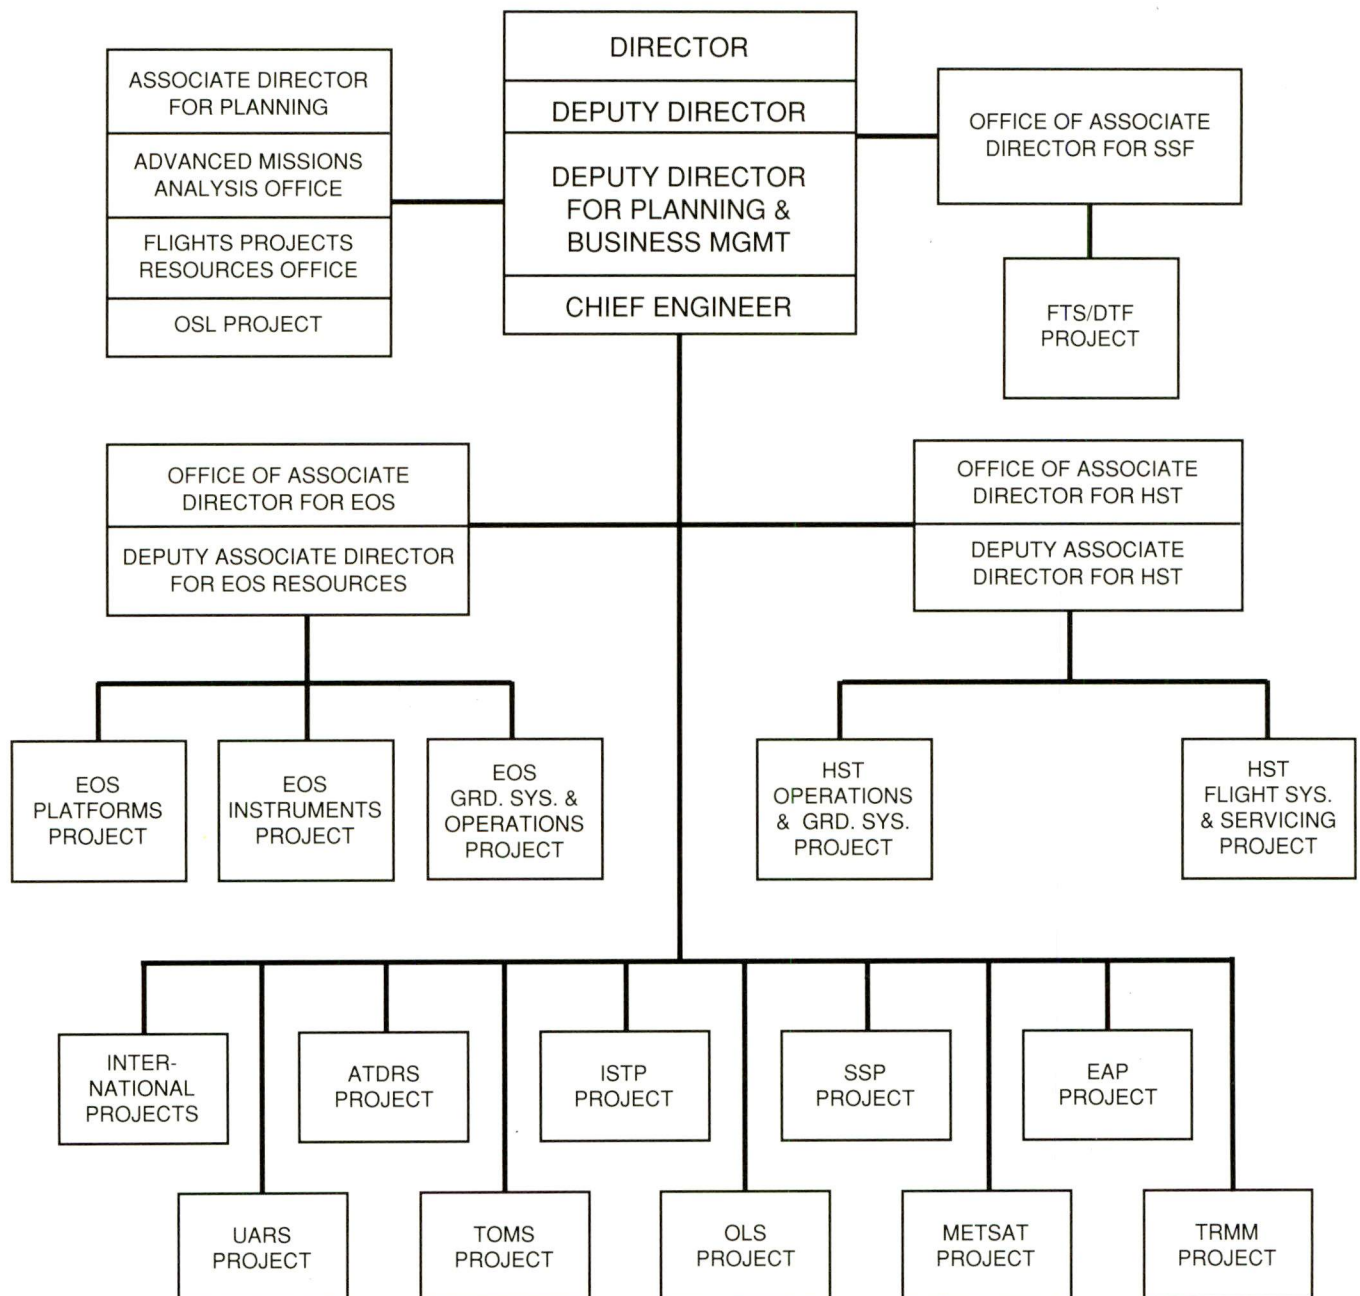 DIRECTOR
DEPUTY DIRECTOR
DEPUTY DIRECTOR
FOR PLANNING &
BUSINESS MGMT
CHIEF ENGINEER
ASSOCIATE DIRECTOR
FOR PLANNING
ADVANCED MISSIONS
ANALYSIS OFFICE
FLIGHTS PROJECTS
RESOURCES OFFICE
OSL PROJECT
OFFICE OF ASSOCIATE
DIRECTOR FOR SSF
FTS/DTF
PROJECT
OFFICE OF ASSOCIATE
DIRECTOR FOR EOS
DEPUTY ASSOCIATE DIRECTOR
FOR EOS RESOURCES
OFFICE OF ASSOCIATE
DIRECTOR FOR HST
DEPUTY ASSOCIATE
DIRECTOR FOR HST
EOS
PLATFORMS
PROJECT
EOS
INSTRUMENTS
PROJECT
EOS
GRD. SYS. &
OPERATIONS
PROJECT
HST
OPERATIONS
& GRD. SYS.
PROJECT
HST
FLIGHT SYS.
& SERVICING
PROJECT
INTER-
NATIONAL
PROJECTS
ATDRS
PROJECT
ISTP
PROJECT
SSP
PROJECT
EAP
PROJECT
UARS
PROJECT
TOMS
PROJECT
OLS
PROJECT
METSAT
PROJECT
TRMM
PROJECT